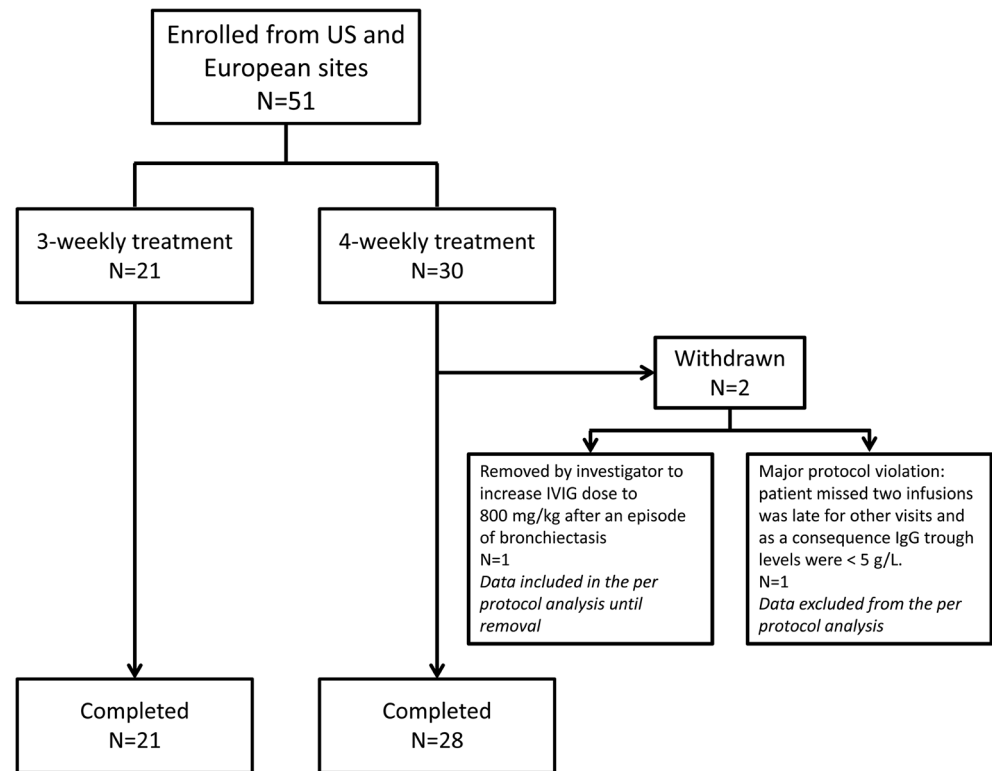 Enrolled from US and
European sites
N=51
3-weekly treatment
N=21
4-weekly treatment
N=30
Withdrawn
N=2
Removed by investigator to
increase IVIG dose to
800 mg/kg after an episode
of bronchiectasis
N=1
Data included in the per
protocol analysis until
removal
Major protocol violation:
patient missed two infusions
was late for other visits and
as a consequence IgG trough
levels were < 5 g/L.
N=1
Data excluded from the per
protocol analysis
Completed
N=21
Completed
N=28